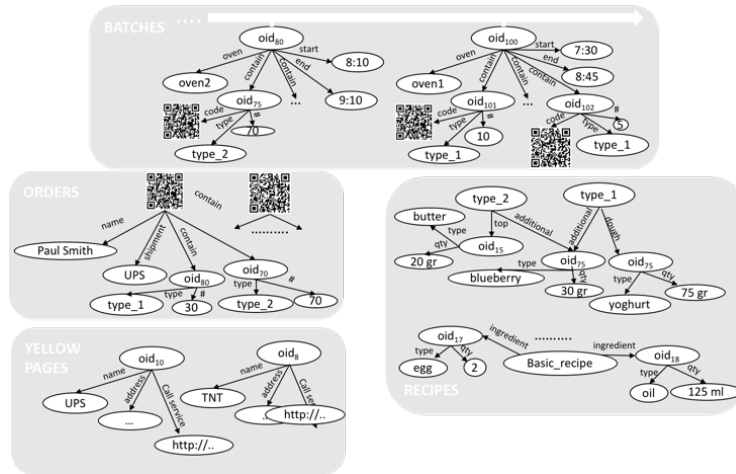 BATCHES ....
oid80
oid100
oven
start
8:10
end
contain
contain
oven2
9:10
oid75
...
code
type
#
70
type_2
oven
start
7:30
end
8:45
contain
contain
contain
oven1
oid101
...
oid102
code
type
#
10
type_1
code
type
#
5
type_1
ORDERS
contain
name
shipment
contain
..........
Paul Smith
UPS
oid80
oid70
type
#
type
#
type_1
30
type_2
70
YELLOW
PAGES
oid10
oid8
name
address
Call service
name
address
UPS
...
http://..
TNT
http://..
type_2
type_1
butter
type
top
additional
additional
dough
qty
oid15
20 gr
oid75
type
qty
blueberry
30 gr
oid75
type
qty
yoghurt
75 gr
oid17
type
qty
egg
2
ingredient
..........
Basic_recipe
ingredient
oid18
type
qty
oil
125 ml
RECIPES